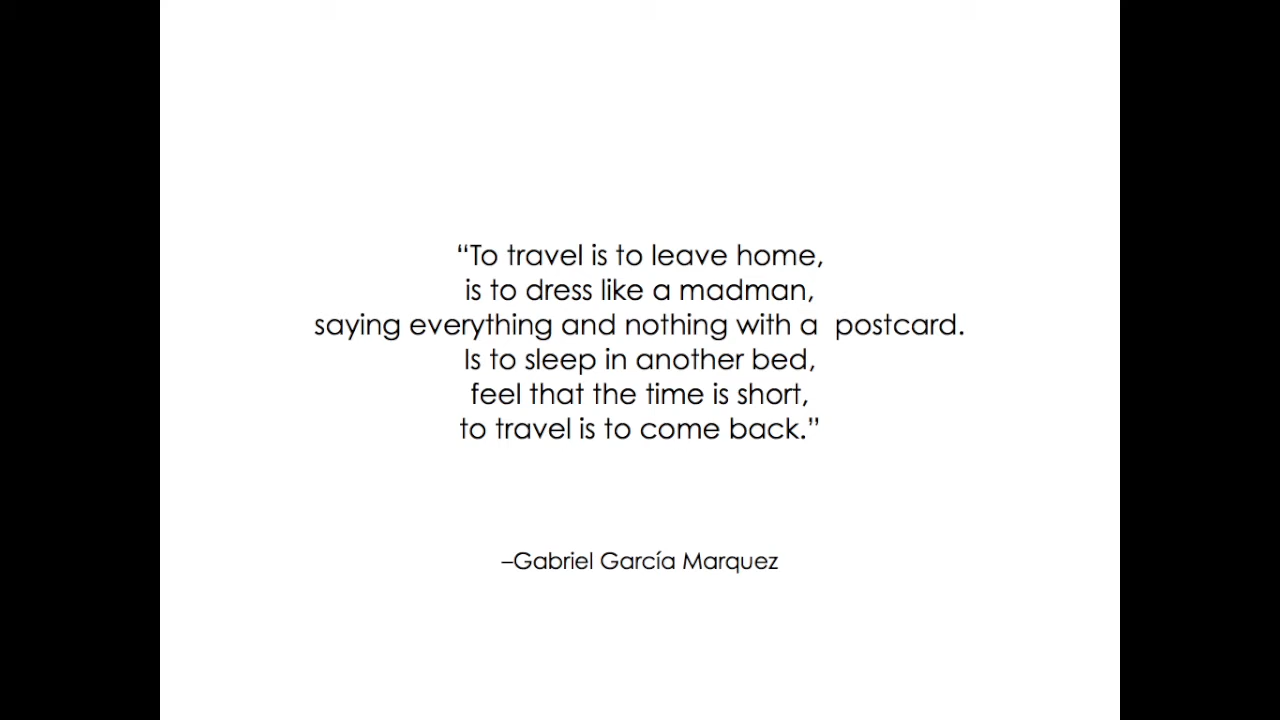 “To travel is to leave home,
is to dress like a madman,
saying everything and nothing with a  postcard.
Is to sleep in another bed,
feel that the time is short,
to travel is to come back.”
–Gabriel García Marquez